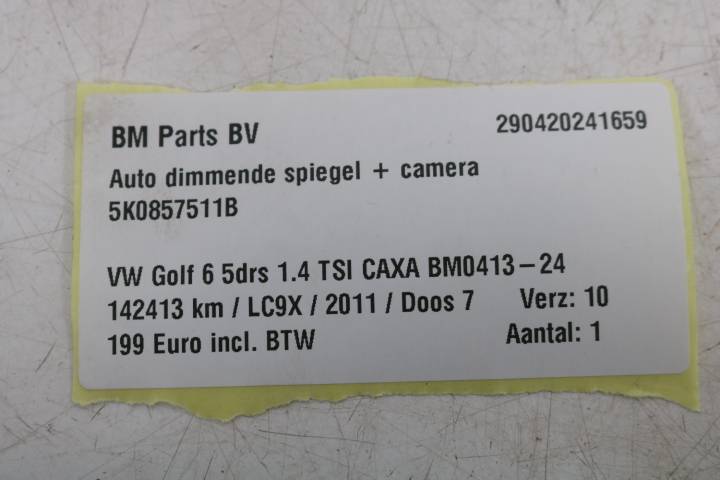 BM Parts BV 290420241659
Auto dimmende spiegel + camera
5K0857511B
VW Golf 6 5drs 1.4 TSI CAXA BM0413-24
142413 km / LC9X / 2011 / Doos 7 Verz: 10
199 Euro incl. BTW Aantal: 1